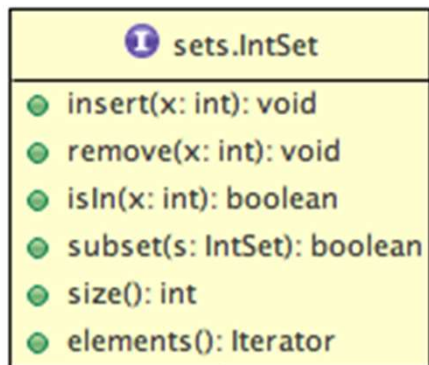 I sets.IntSet
insert(x: int): void
remove(x: int): void
isIn(x: int): boolean
subset(s: IntSet): boolean
size(): int
elements(): Iterator